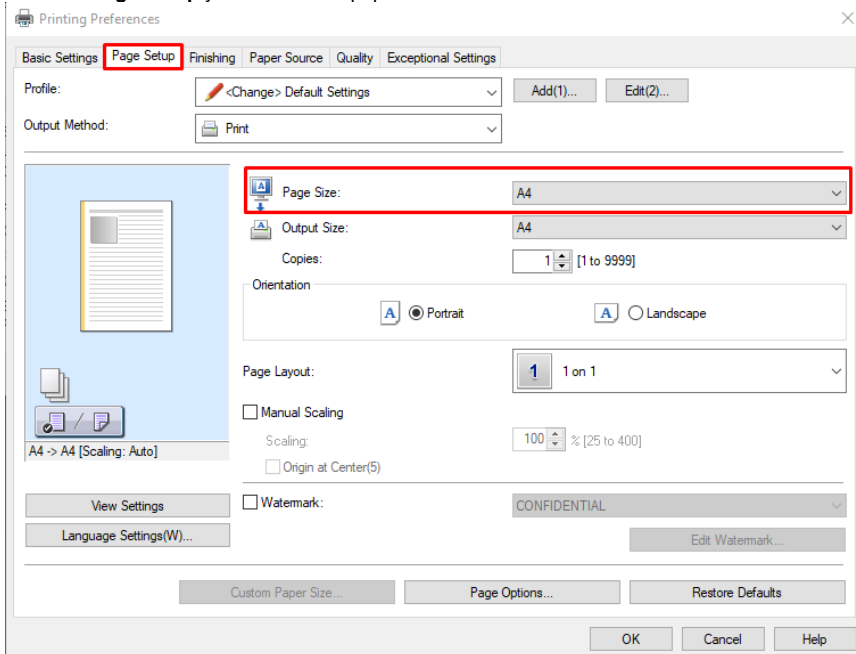 Printing Preferences
Basic Settings Page Setup Finishing Paper Source Quality Exceptional Settings
Profile: <Change> Default Settings Add(1)... Edit(2)...
Output Method: Print
A Page Size: A4
A Output Size: A4
Copies: 1 [1 to 9999]
Orientation
A Portrait A Landscape
Page Layout: 1 1 on 1
Manual Scaling
Scaling: 100 % [25 to 400]
A4 -> A4 [Scaling: Auto]
Origin at Center(5)
View Settings Watermark: CONFIDENTIAL
Language Settings(W)... Edit Watermark...
Custom Paper Size... Page Options... Restore Defaults
OK Cancel Help